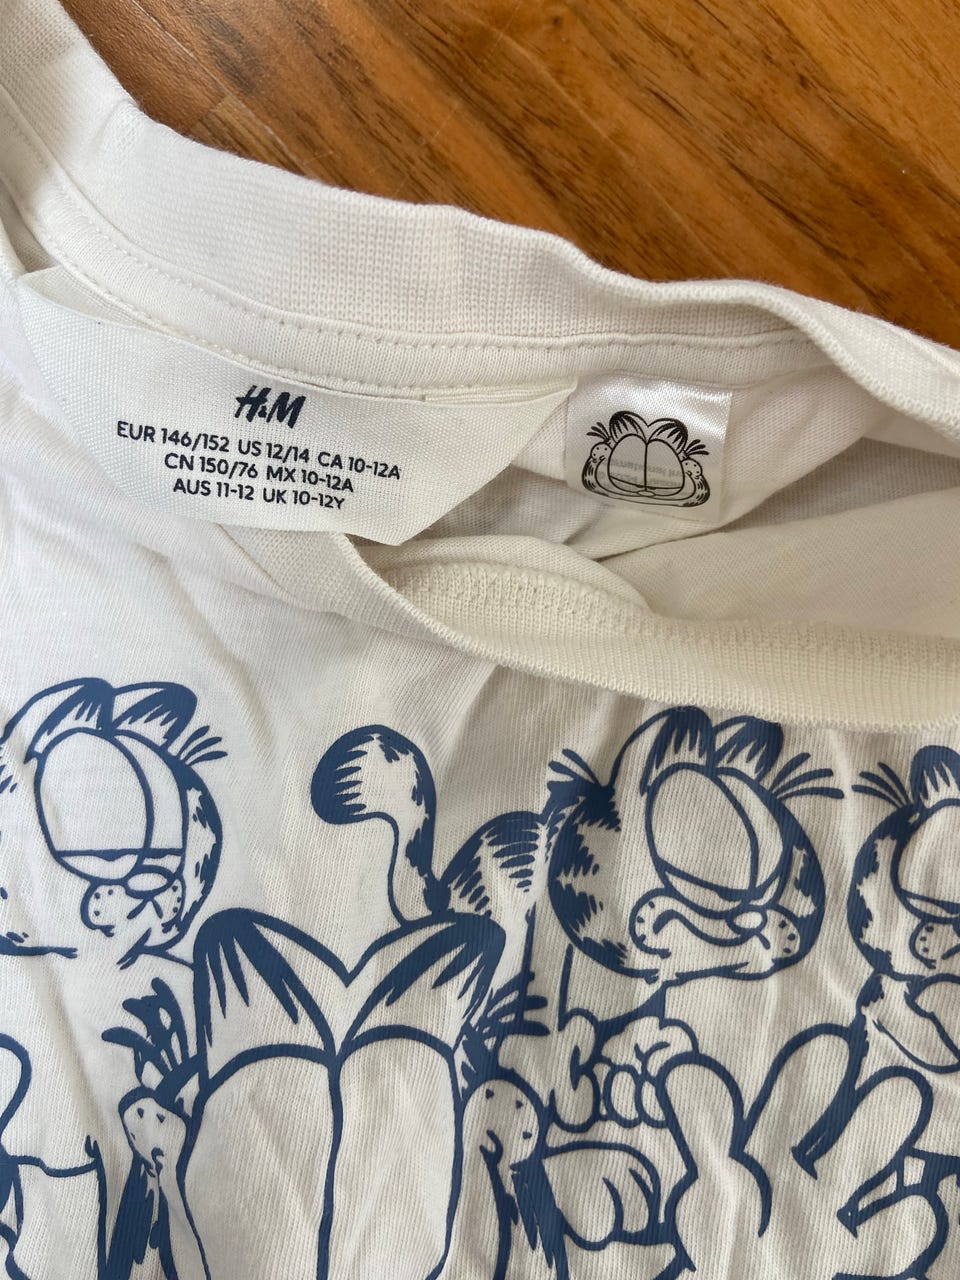 H&M
EUR 146/152 US 12/14 CA 10-12A
CN 150/76 MX 10-12A
AUS 11-12 UK 10-12Y